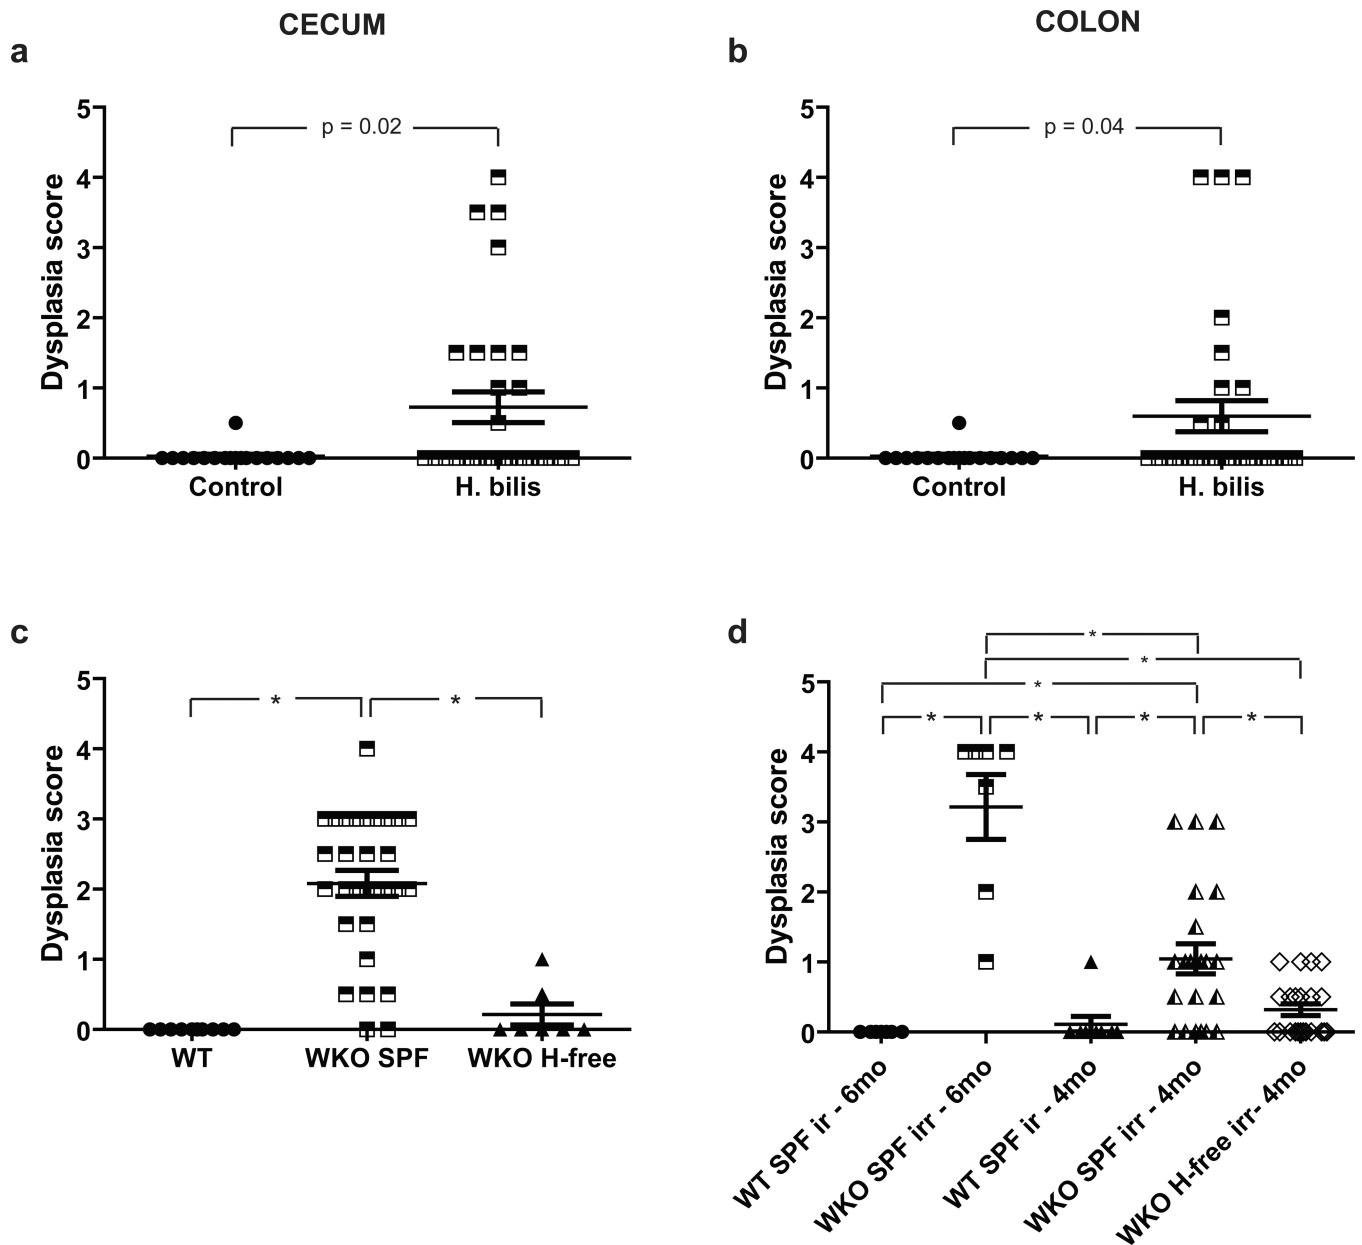 CECUM
COLON
a
b
5
4
3
2
1
0
Dysplasia score
p = 0.02
Control
H. bilis
5
4
3
2
1
0
Dysplasia score
p = 0.04
Control
H. bilis
c
d
5
4
3
2
1
0
Dysplasia score
* *
WT
WKO SPF
WKO H-free
*
*
*
* * * *
5
4
3
2
1
0
Dysplasia score
WT SPF ir - 6mo
WKO SPF irr - 6mo
WT SPF ir - 4mo
WKO SPF irr - 4mo
WKO H-free irr- 4mo